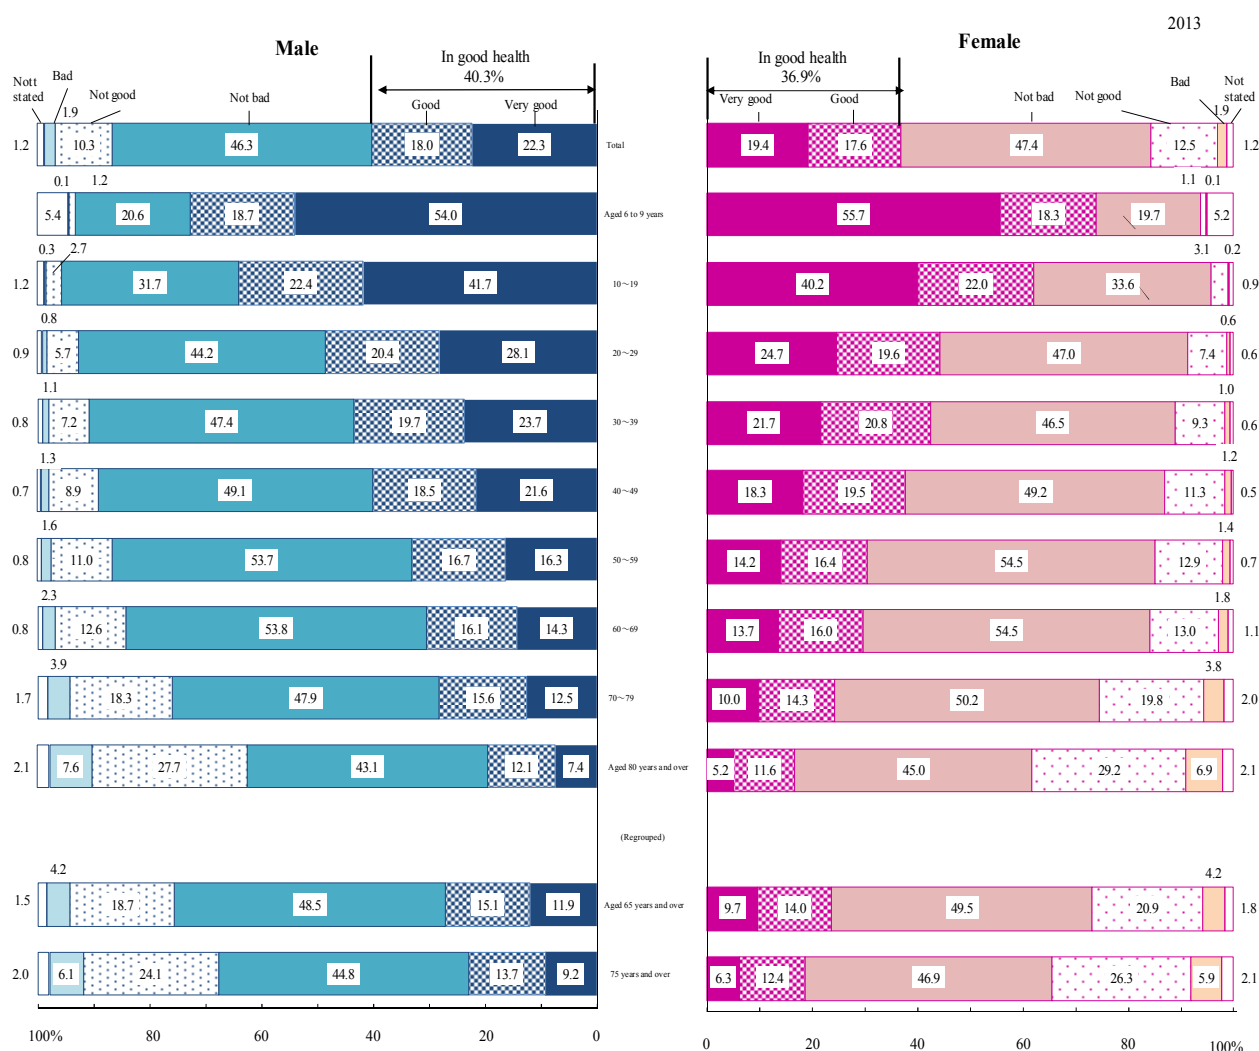 2013
Male
Female
In good health
40.3%
In good health
36.9%
Nott
stated
Bad
Not good
Not bad
Good
Very good
Very good
Good
Not bad
Not good
Bad
Not
stated
1.9
1.9
1.2 10.3 46.3 18.0 22.3 Total 19.4 17.6 47.4 12.5 1.2
0.1 1.2 1.1 0.1
5.4 20.6 18.7 54.0 Aged 6 to 9 years 55.7 18.3 19.7 5.2
0.3 2.7 3.1 0.2
1.2 31.7 22.4 41.7 10～19 40.2 22.0 33.6 0.9
0.8 0.6
0.9 5.7 44.2 20.4 28.1 20～29 24.7 19.6 47.0 7.4 0.6
1.1 1.0
0.8 7.2 47.4 19.7 23.7 30～39 21.7 20.8 46.5 9.3 0.6
1.3 1.2
0.7 8.9 49.1 18.5 21.6 40～49 18.3 19.5 49.2 11.3 0.5
1.6 1.4
0.8 11.0 53.7 16.7 16.3 50～59 14.2 16.4 54.5 12.9 0.7
2.3 1.8
0.8 12.6 53.8 16.1 14.3 60～69 13.7 16.0 54.5 13.0 1.1
3.9 3.8
1.7 18.3 47.9 15.6 12.5 70～79 10.0 14.3 50.2 19.8 2.0
2.1 7.6 27.7 43.1 12.1 7.4 Aged 80 years and over 5.2 11.6 45.0 29.2 6.9 2.1
(Regrouped)
4.2 4.2
1.5 18.7 48.5 15.1 11.9 Aged 65 years and over 9.7 14.0 49.5 20.9 1.8
2.0 6.1 24.1 44.8 13.7 9.2 75 years and over 6.3 12.4 46.9 26.3 5.9 2.1
100% 80 60 40 20 0 0 20 40 60 80 100%